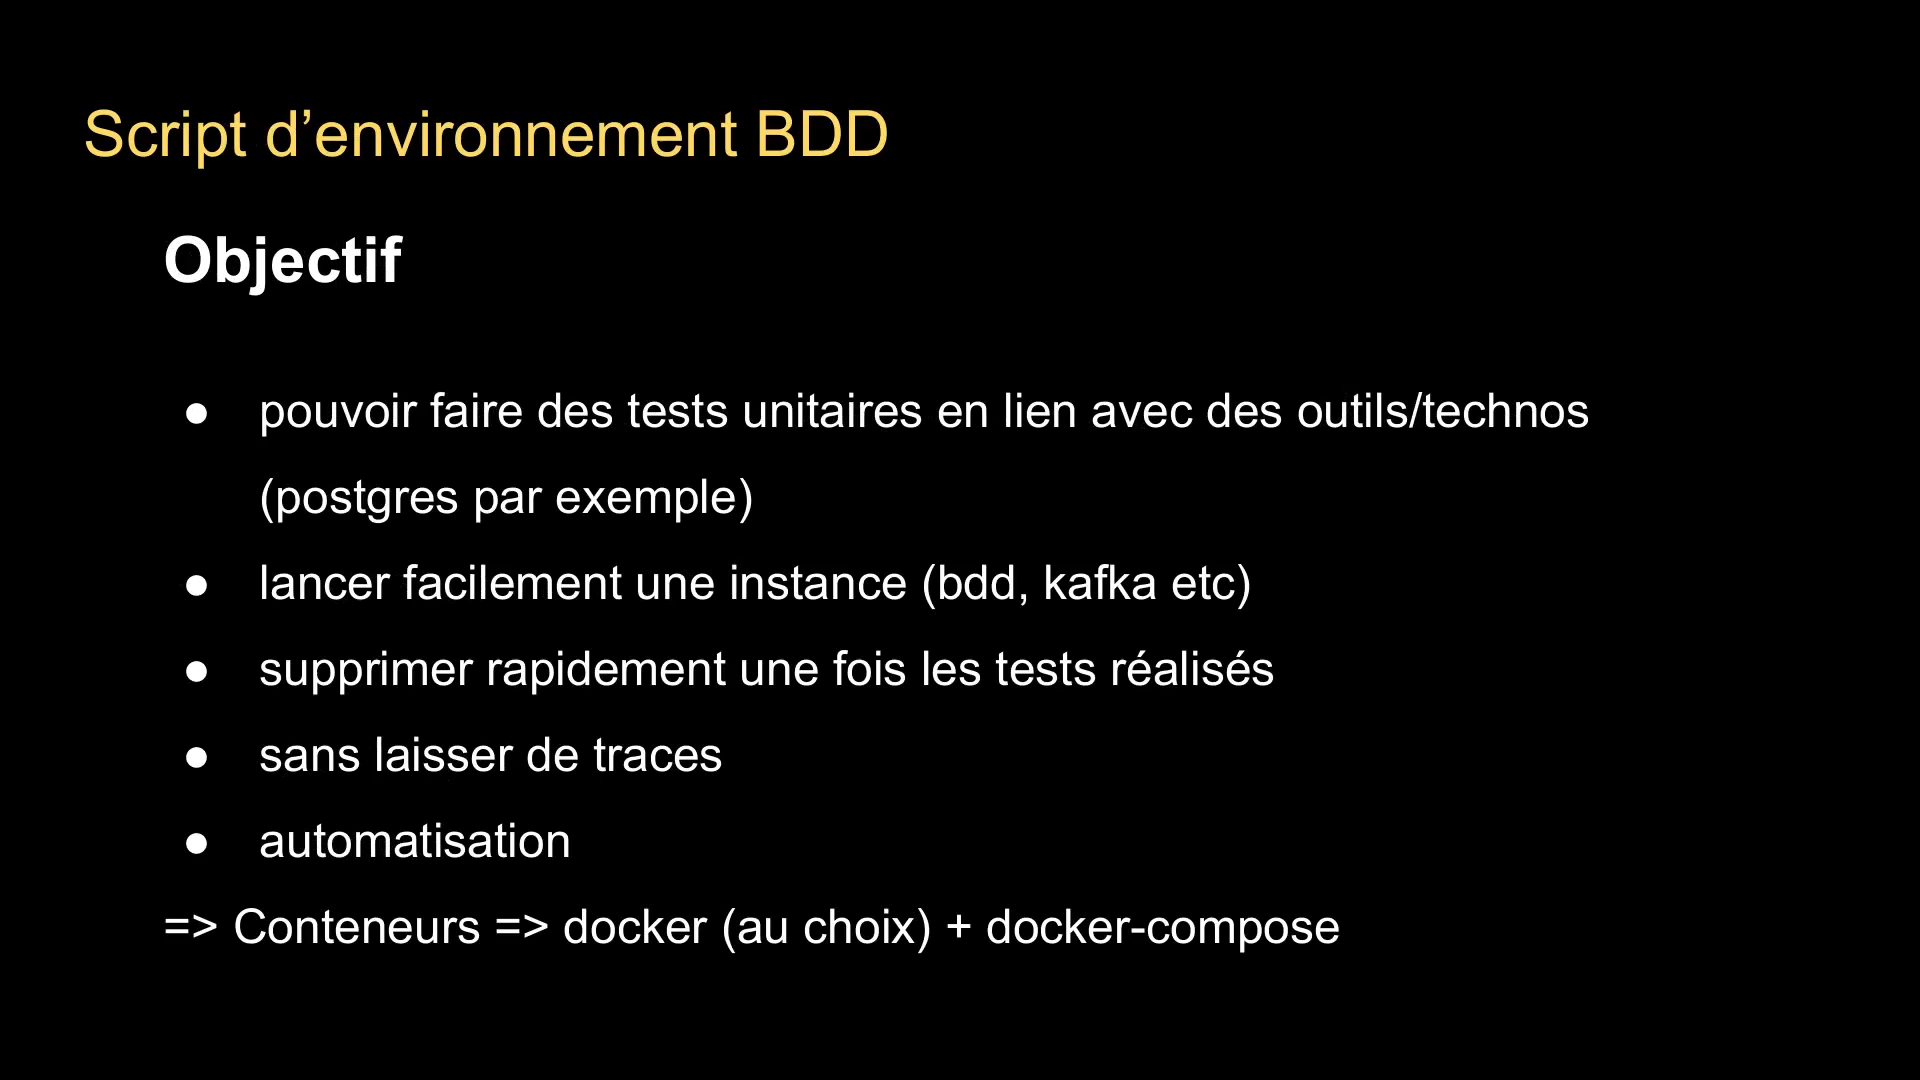 Script d’environnement BDD
Objectif
● pouvoir faire des tests unitaires en lien avec des outils/technos
(postgres par exemple)
● lancer facilement une instance (bdd, kafka etc)
● supprimer rapidement une fois les tests réalisés
● sans laisser de traces
● automatisation
=> Conteneurs => docker (au choix) + docker-compose